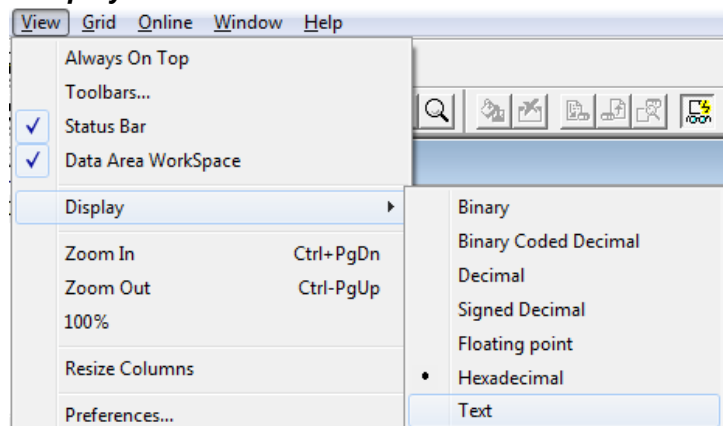 View Grid Online Window Help
Always On Top
Toolbars...
Status Bar
Data Area WorkSpace
Display
Zoom In Ctrl+PgDn
Zoom Out Ctrl-PgUp
100%
Resize Columns
Preferences...
Binary
Binary Coded Decimal
Decimal
Signed Decimal
Floating point
Hexadecimal
Text